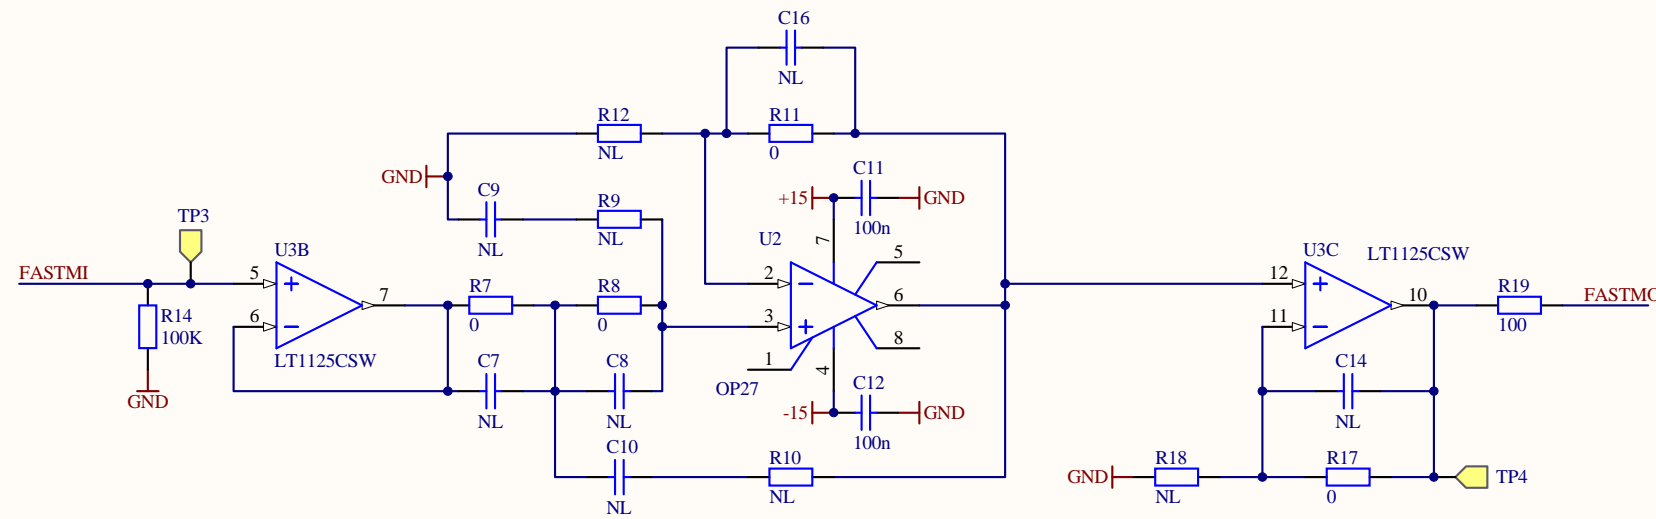 C16
NL
R12
NL
R11
0
GND
C9
NL
R9
NL
C11
+15
GND
100n
7
TP3
FASTMI
U3B
5
6
7
LT1125CSW
R14
100K
GND
R7
0
R8
0
C7
NL
C8
NL
U2
2
3
1
5
6
8
4
OP27
C12
-15
GND
100n
C10
NL
R10
NL
U3C
LT1125CSW
12
11
10
R19
100
FASTMO
C14
NL
GND
R18
NL
R17
0
TP4